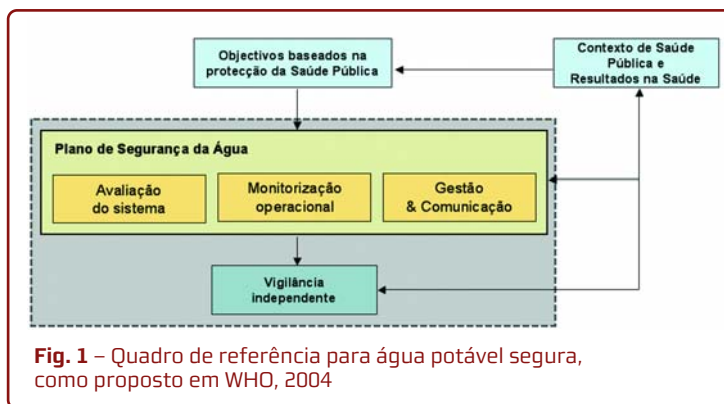 Objectivos baseados na
protecção da Saúde Pública
Contexto de Saúde
Pública e
Resultados na Saúde
Plano de Segurança da Água
Avaliação
do sistema
Monitorização
operacional
Gestão
& Comunicação
Vigilância
independente
Fig. 1 – Quadro de referência para água potável segura,
como proposto em WHO, 2004